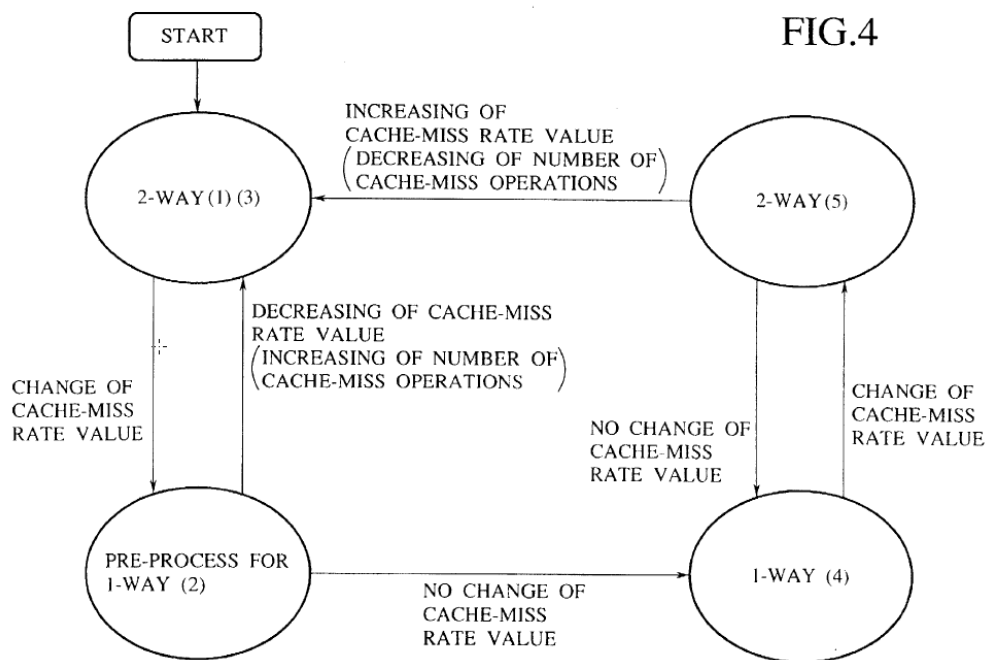 START
FIG.4
INCREASING OF
CACHE-MISS RATE VALUE
(DECREASING OF NUMBER OF
CACHE-MISS OPERATIONS)
2-WAY(1)(3)
2-WAY(5)
DECREASING OF CACHE-MISS
RATE VALUE
(INCREASING OF NUMBER OF
CACHE-MISS OPERATIONS)
CHANGE OF
CACHE-MISS
RATE VALUE
NO CHANGE OF
CACHE-MISS
RATE VALUE
CHANGE OF
CACHE-MISS
RATE VALUE
PRE-PROCESS FOR
1-WAY (2)
NO CHANGE OF
CACHE-MISS
RATE VALUE
1-WAY (4)